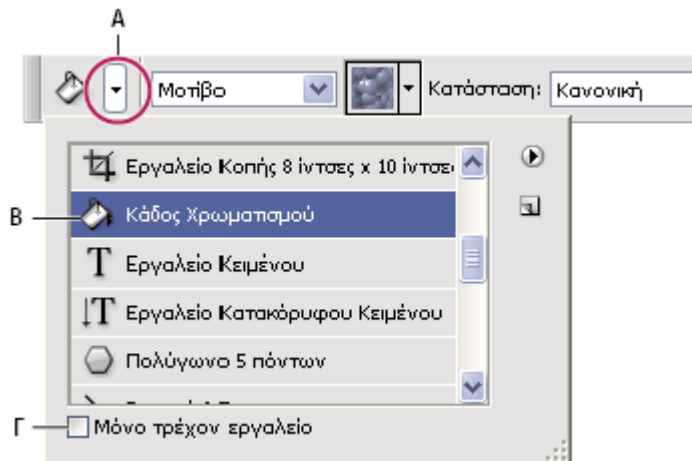 A
Μοτίβο
Κατάσταση:
Κανονική
Εργαλείο Κοπής 8 ίντσες x 10 ίντσε
B
Κάδος Χρωματισμού
Εργαλείο Κειμένου
Εργαλείο Κατακόρυφου Κειμένου
Πολύγωνο 5 πόντων
Γ
Μόνο τρέχον εργαλείο